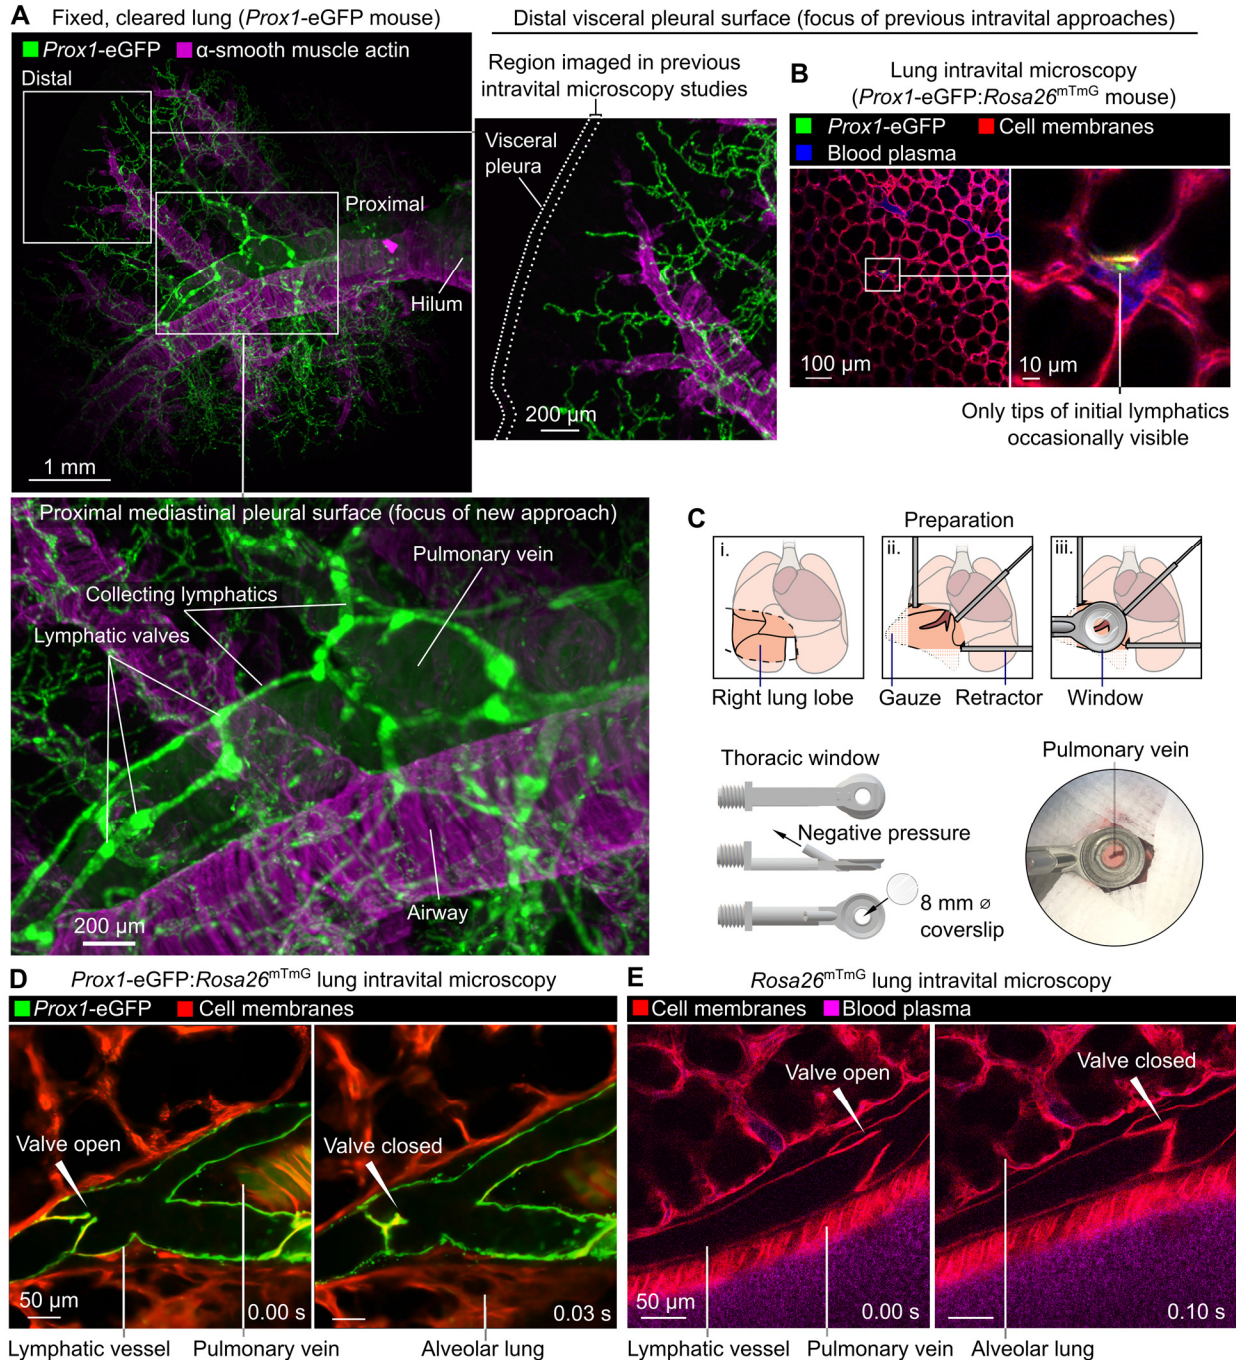 A
Fixed, cleared lung (Prox1-eGFP mouse)
Prox1-eGFP
α-smooth muscle actin
Distal
Proximal
Hilum
1 mm
Distal visceral pleural surface (focus of previous intravital approaches)
Region imaged in previous
intravital microscopy studies
Visceral
pleura
200 µm
B
Lung intravital microscopy
(Prox1-eGFP:Rosa26mTmG mouse)
Prox1-eGFP
Cell membranes
Blood plasma
100 µm
10 µm
Only tips of initial lymphatics
occasionally visible
Proximal mediastinal pleural surface (focus of new approach)
Pulmonary vein
Collecting lymphatics
Lymphatic valves
Airway
200 µm
C
Preparation
i.
ii.
iii.
Right lung lobe
Gauze
Retractor
Window
Thoracic window
Negative pressure
8 mm ⌀
coverslip
Pulmonary vein
D
Prox1-eGFP:Rosa26mTmG lung intravital microscopy
Prox1-eGFP
Cell membranes
Valve open
Valve closed
50 µm
0.00 s
0.03 s
Lymphatic vessel
Pulmonary vein
Alveolar lung
E
Rosa26mTmG lung intravital microscopy
Cell membranes
Blood plasma
Valve open
Valve closed
50 µm
0.00 s
0.10 s
Lymphatic vessel
Pulmonary vein
Alveolar lung